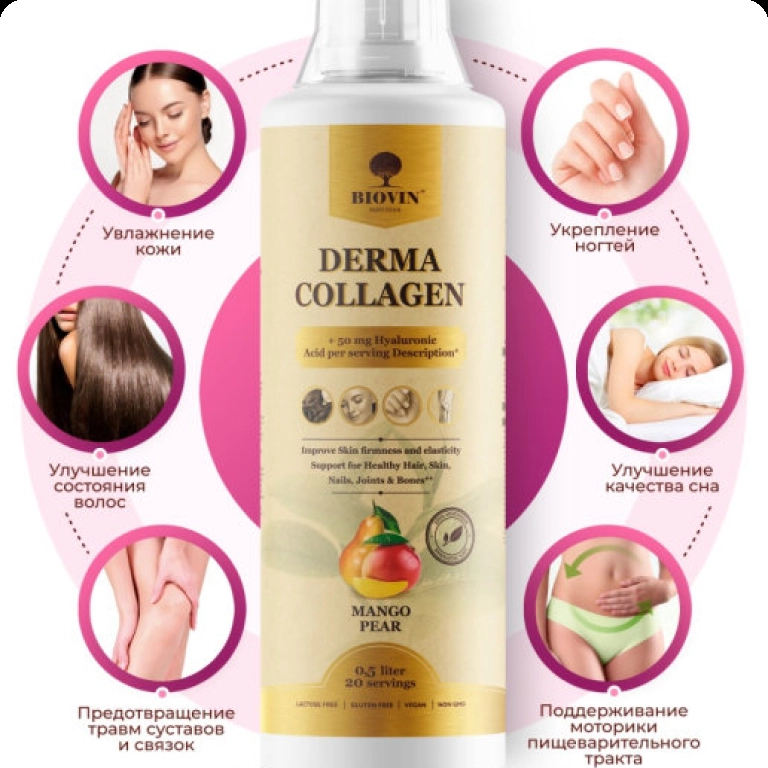 BIOVIN
Увлажнение
кожи
Укрепление
ногтей
DERMA
COLLAGEN
+ 50 mg Hyaluronic
Acid per serving Description*
Improve Skin firmness and elasticity
Support for Healthy Hair, Skin,
Nails, Joints & Bones**
Улучшение
состояния
волос
Улучшение
качества сна
MANGO
PEAR
0,5 liter
20 servings
LACTOSE FREE | GLUTEN FREE | VEGAN | NON GMO
Предотвращение
травм суставов
и связок
Поддерживание
моторики
пищеварительного
тракта